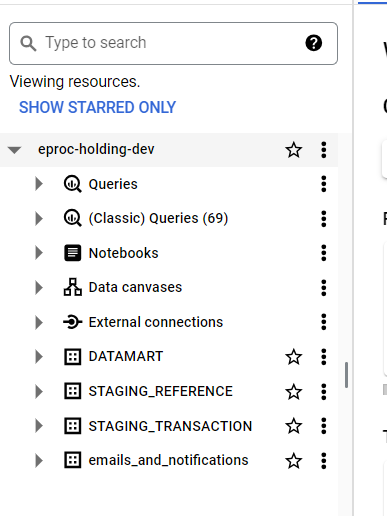 Type to search
Viewing resources.
SHOW STARRED ONLY
eproc-holding-dev
Queries
(Classic) Queries (69)
Notebooks
Data canvases
External connections
DATAMART
STAGING_REFERENCE
STAGING_TRANSACTION
emails_and_notifications